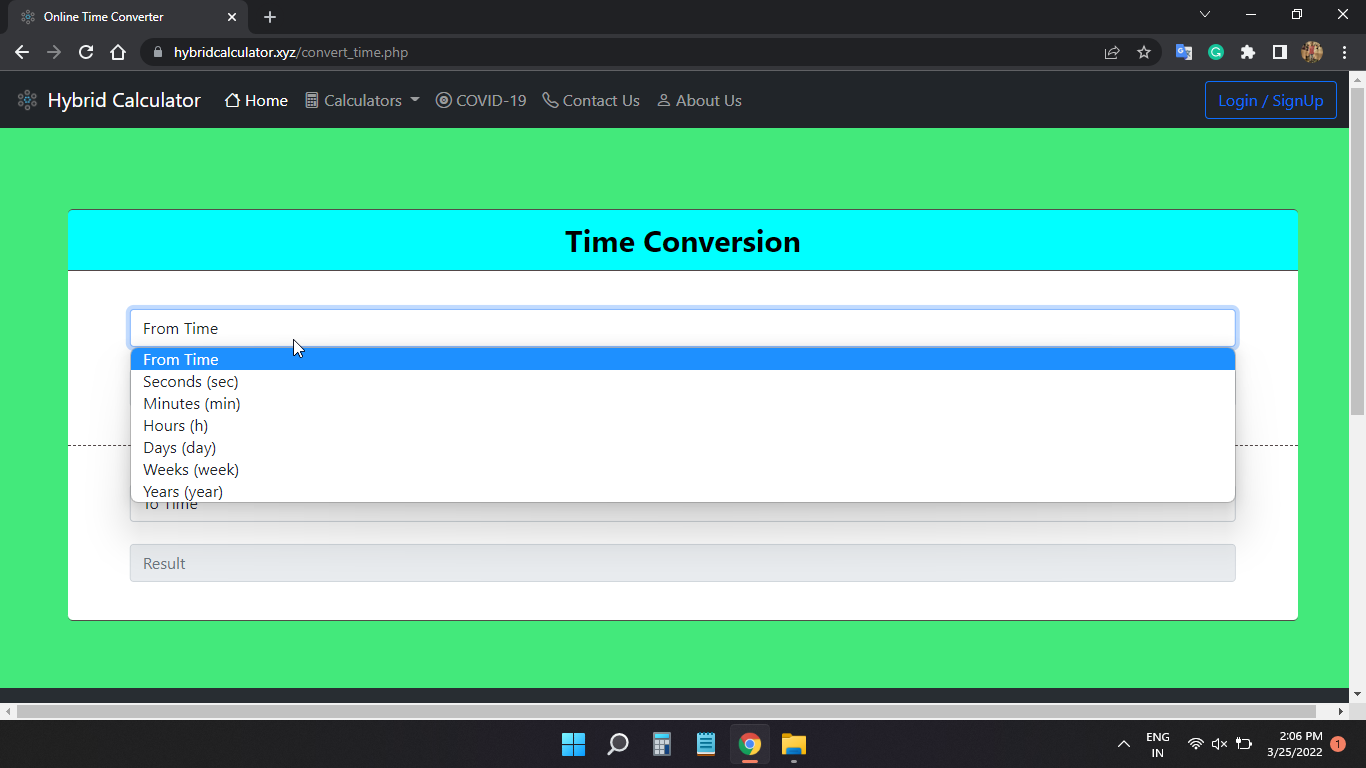 Online Time Converter
hybridcalculator.xyz/convert_time.php
Hybrid Calculator Home Calculators COVID-19 Contact Us About Us Login / SignUp
Time Conversion
From Time
From Time
Seconds (sec)
Minutes (min)
Hours (h)
Days (day)
Weeks (week)
Years (year)
To Time
Result
ENG
IN
2:06 PM
3/25/2022
1